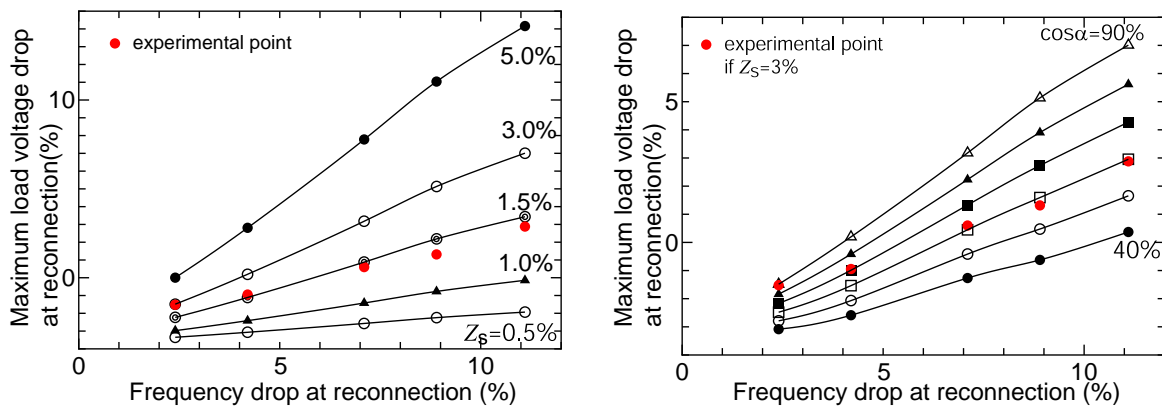 Maximum load voltage drop
at reconnection(%)
experimental point
5.0%
3.0%
1.5%
1.0%
Zs=0.5%
10
0
0
5
10
Frequency drop at reconnection (%)
Maximum load voltage drop
at reconnection(%)
experimental point
if ZS=3%
cosα=90%
40%
5
0
0
5
10
Frequency drop at reconnection (%)